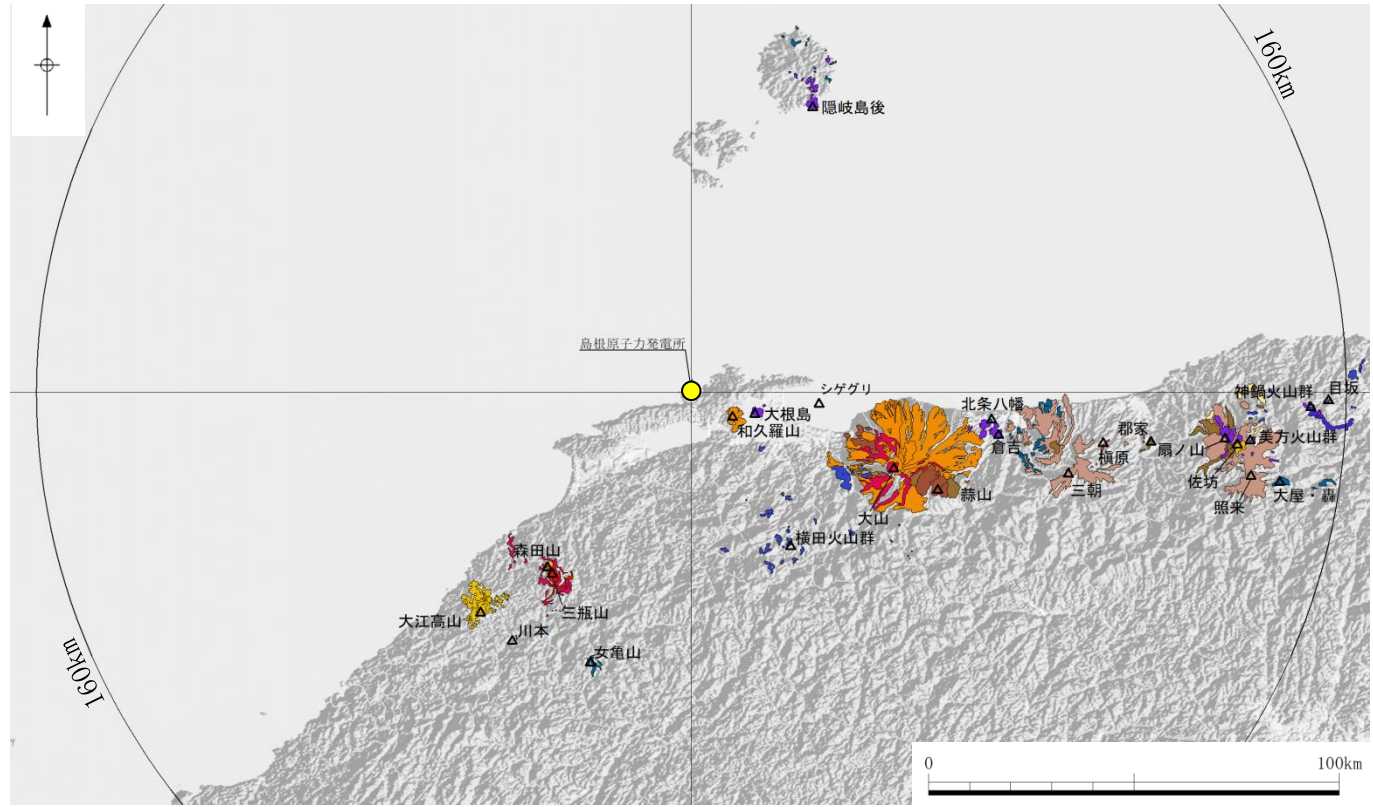 160km
隠岐島後
島根原子力発電所
シゲグリ
神鍋火山群
目坂
大根島
北条八幡
和久羅山
郡家
美方火山群
倉吉
扇ノ山
槇原
三朝
佐坊
蒜山
大屋・轟
照来
大山
横田火山群
森田山
三瓶山
大江高山
川本
女亀山
160km
0
100km